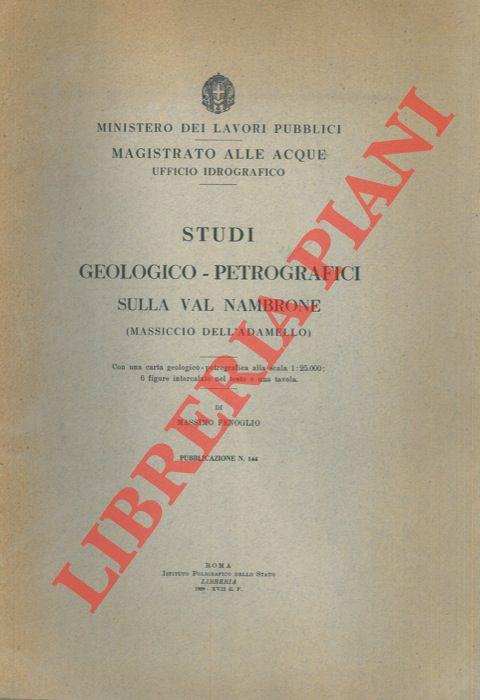 MINISTERO DEI LAVORI PUBBLICI
MAGISTRATO ALLE ACQUE
UFFICIO IDROGRAFICO
STUDI
GEOLOGICO - PETROGRAFICI
SULLA VAL NAMBRONE
(MASSICCIO DELL'ADAMELLO)
Con una carta geologico-petrografica alla scala 1:25.000;
6 figure intercalate nel testo e una tavola.
DI
MASSIMO FENOGLIO
PUBBLICAZIONE N. 144
ROMA
ISTITUTO POLIGRAFICO DELLO STATO
LIBRERIA
1939 - XVII E. F.
LIBRERIA PIANI